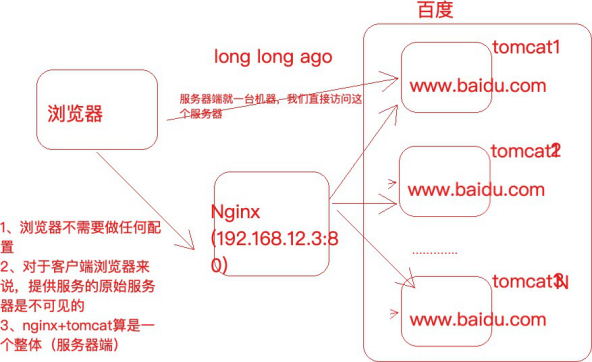 百度
tomcat1
long long ago
www.baidu.com
服务器端就一台机器，我们直接访问这
个服务器
浏览器
www.baidu.com
Nginx
(192.168.12.3:8
0)
1、浏览器不需要做任何配
置
2、对于客户端浏览器来
说，提供服务的原始服务
器是不可见的
3、nginx+tomcat算是一
个整体（服务器端）
.............
www.baidu.com